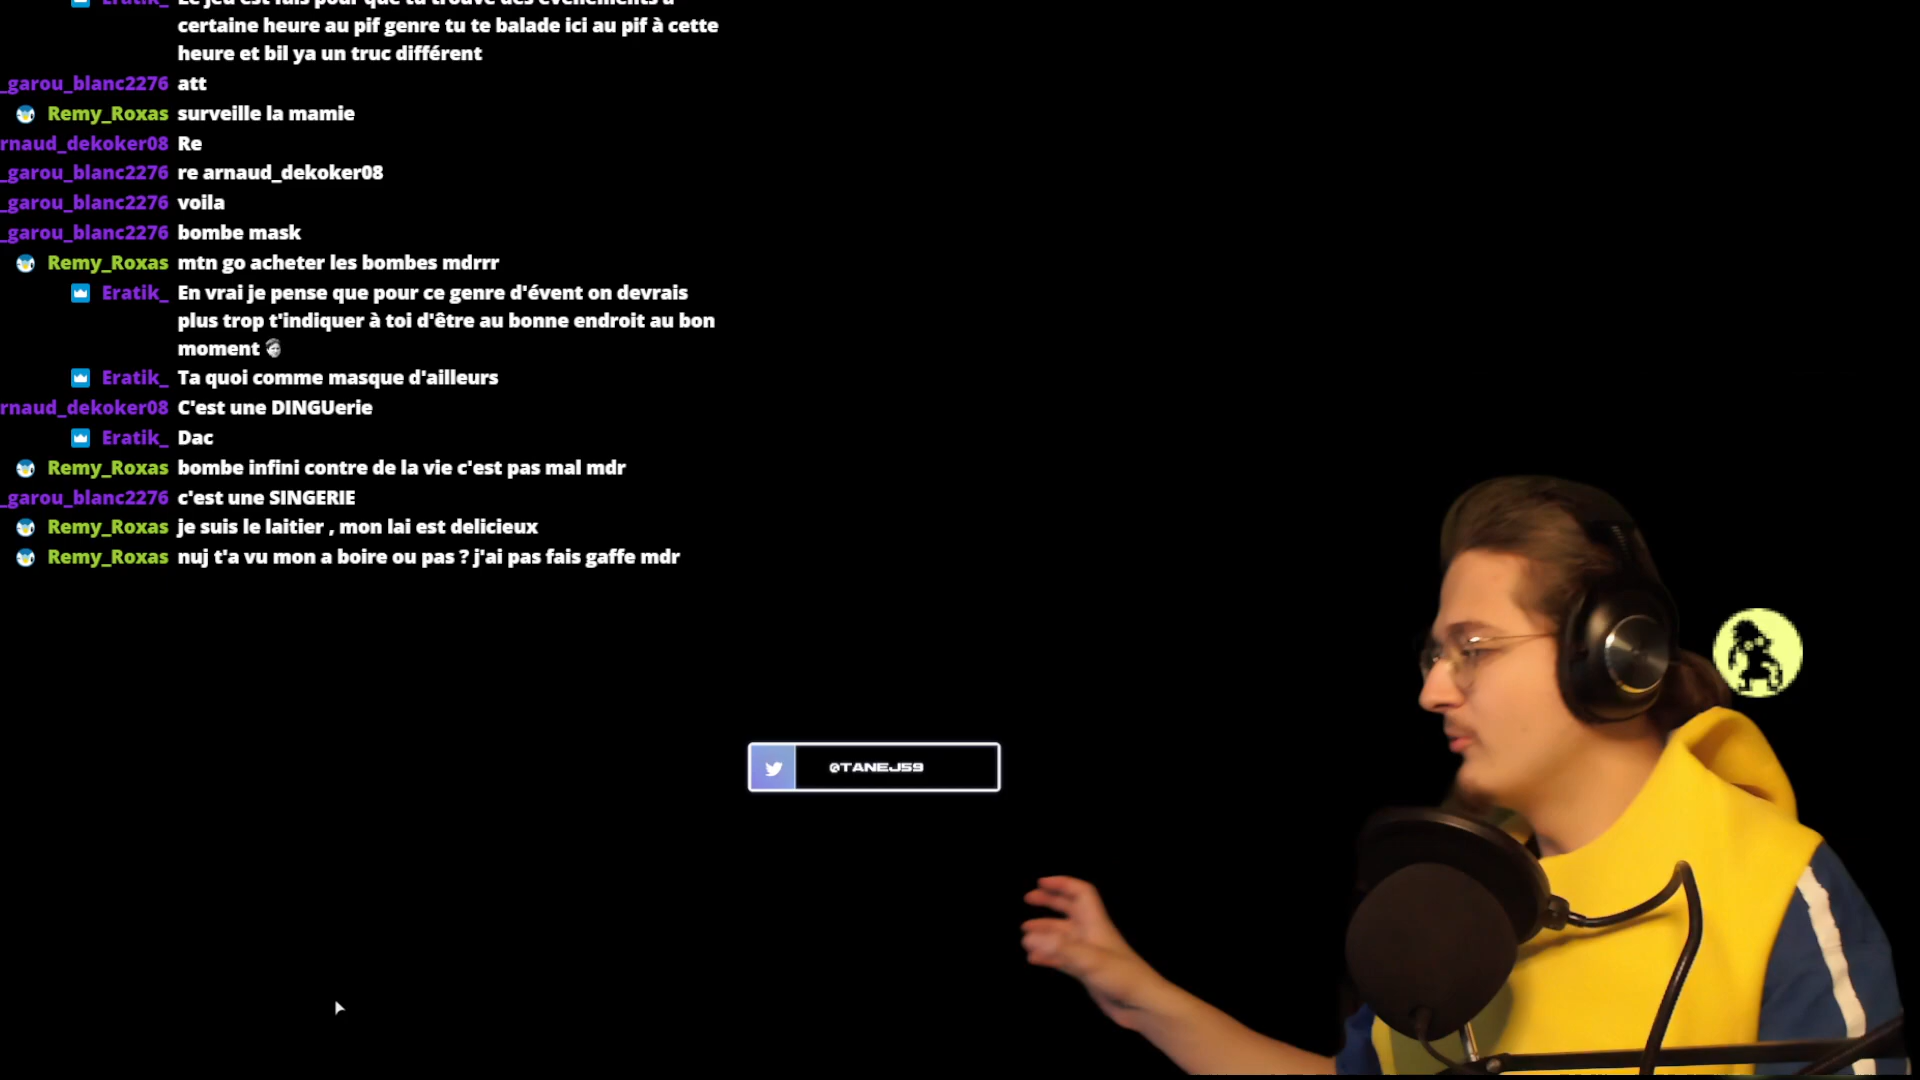 certaine heure au pif genre tu te balade ici au pif à cette
heure et bil ya un truc différent
_garou_blanc2276 att
Remy_Roxas surveille la mamie
rnaud_dekoker08 Re
_garou_blanc2276 re arnaud_dekoker08
_garou_blanc2276 voila
_garou_blanc2276 bombe mask
Remy_Roxas mtn go acheter les bombes mdrrr
Eratik_ En vrai je pense que pour ce genre d'évent on devrais
plus trop t'indiquer à toi d'être au bonne endroit au bon
moment
Eratik_ Ta quoi comme masque d'ailleurs
rnaud_dekoker08 C'est une DINGUerie
Eratik_ Dac
Remy_Roxas bombe infini contre de la vie c'est pas mal mdr
_garou_blanc2276 c'est une SINGERIE
Remy_Roxas je suis le laitier , mon lai est delicieux
Remy_Roxas nuj t'a vu mon a boire ou pas ? j'ai pas fais gaffe mdr
@TANEJ59